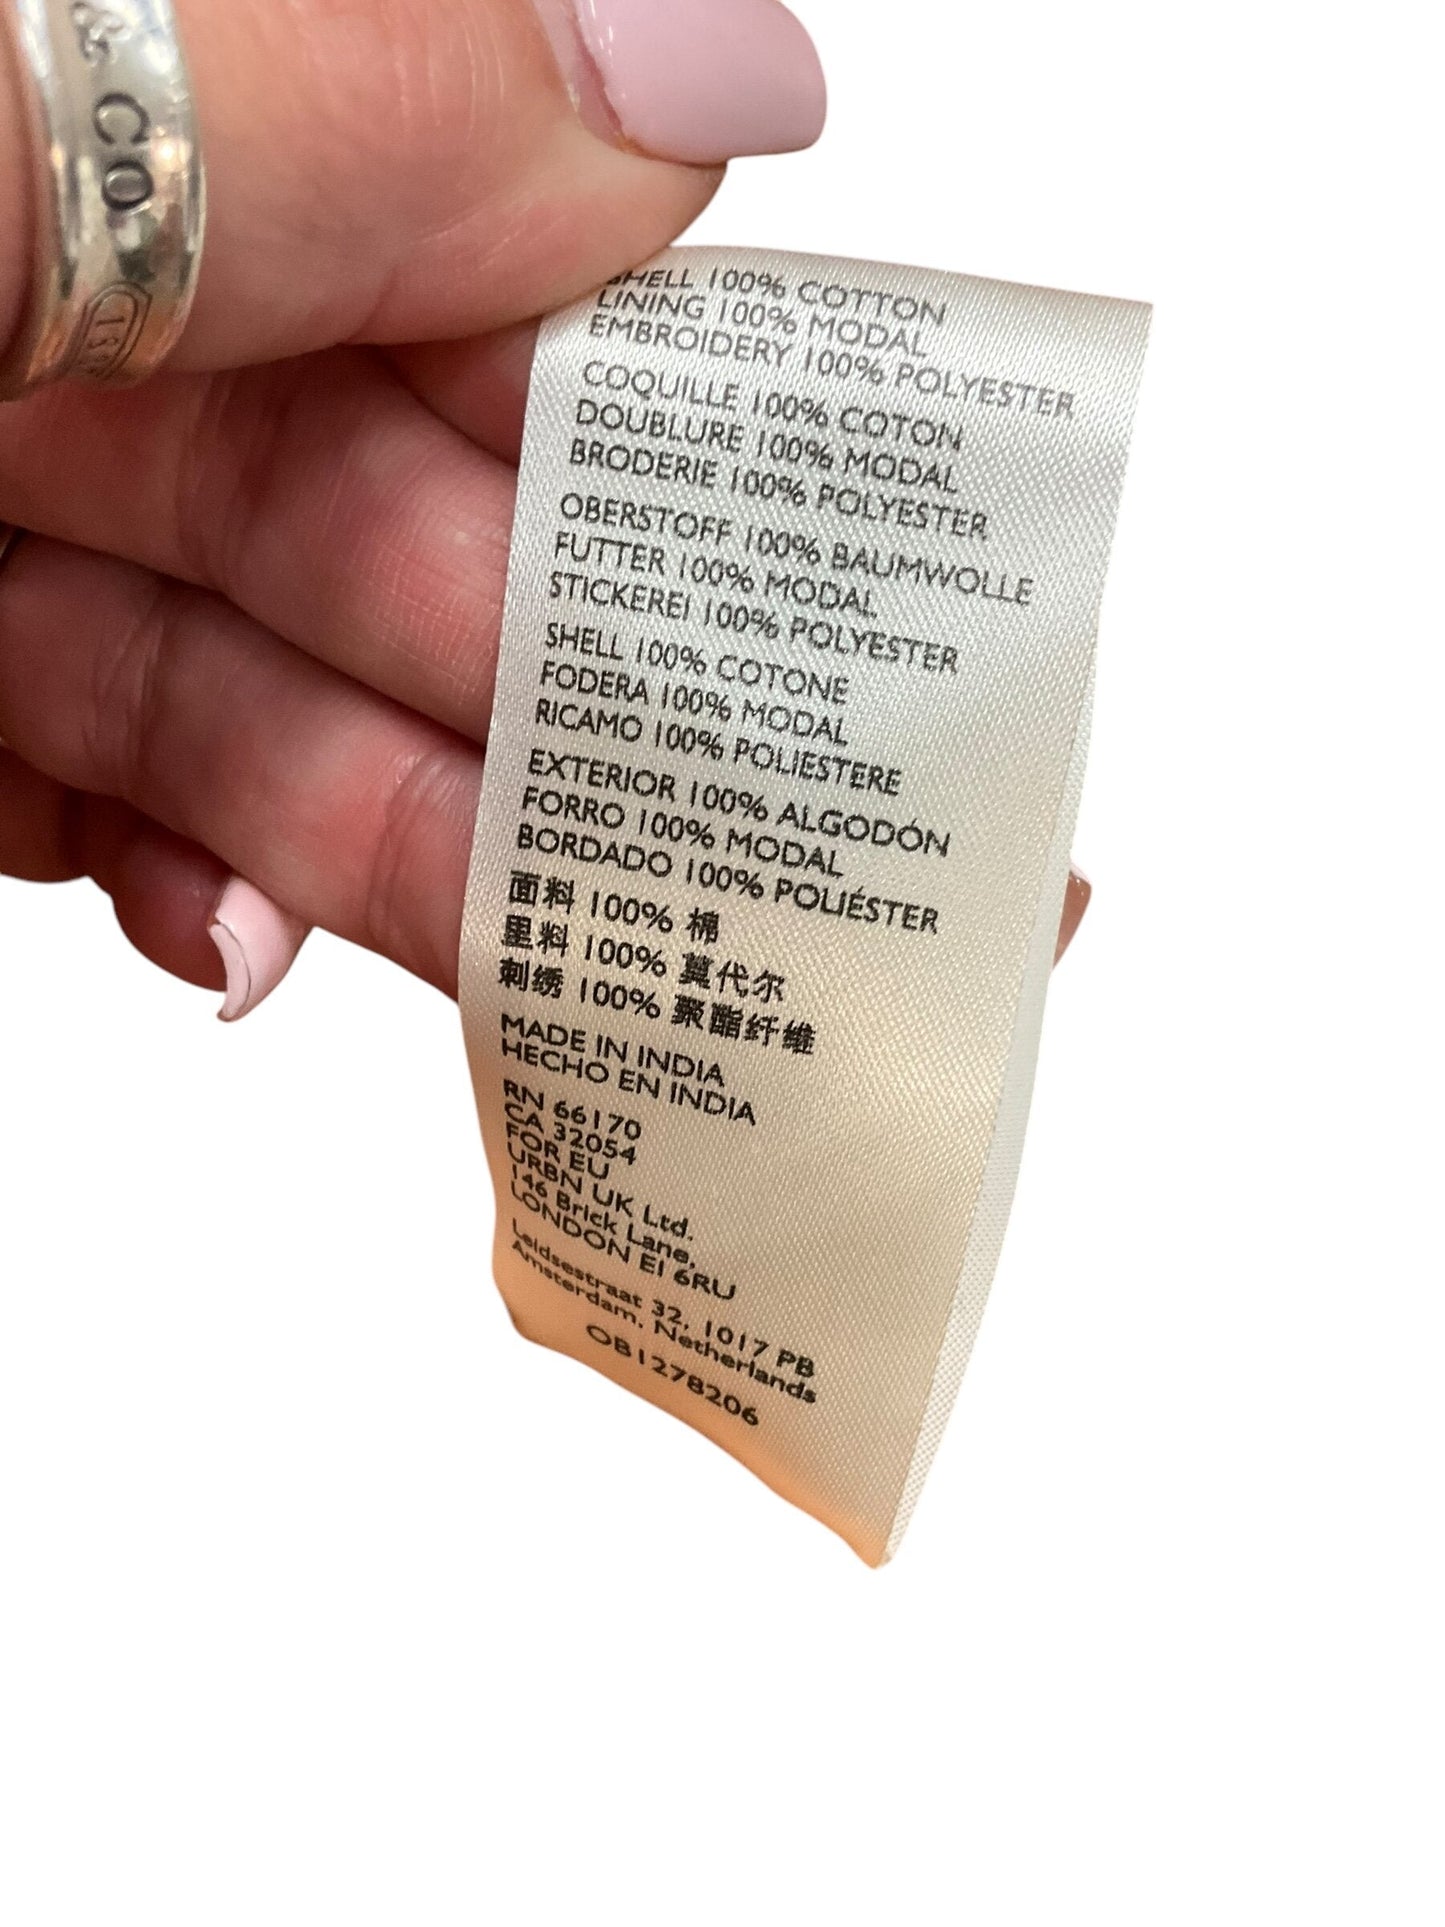 & CO
SHELL 100% COTTON
LINING 100% MODAL
EMBROIDERY 100% POLYESTER
COQUILLE 100% COTON
DOUBLURE 100% MODAL
BRODERIE 100% POLYESTER
OBERSTOFF 100% BAUMWOLLE
FUTTER 100% MODAL
STICKEREI 100% POLYESTER
SHELL 100% COTONE
FODERA 100% MODAL
RICAMO 100% POLIESTERE
EXTERIOR 100% ALGODÓN
FORRO 100% MODAL
BORDADO 100% POLIÉSTER
面料 100% 棉
里料 100% 莫代尔
刺绣 100% 聚酯纤维
MADE IN INDIA
HECHO EN INDIA
RN 66170
CA 32054
FOR EU
URBN UK Ltd.
146 Brick Lane,
LONDON E1 6RU
Leidsestraat 32, 1017 PB
Amsterdam, Netherlands
OB1278206